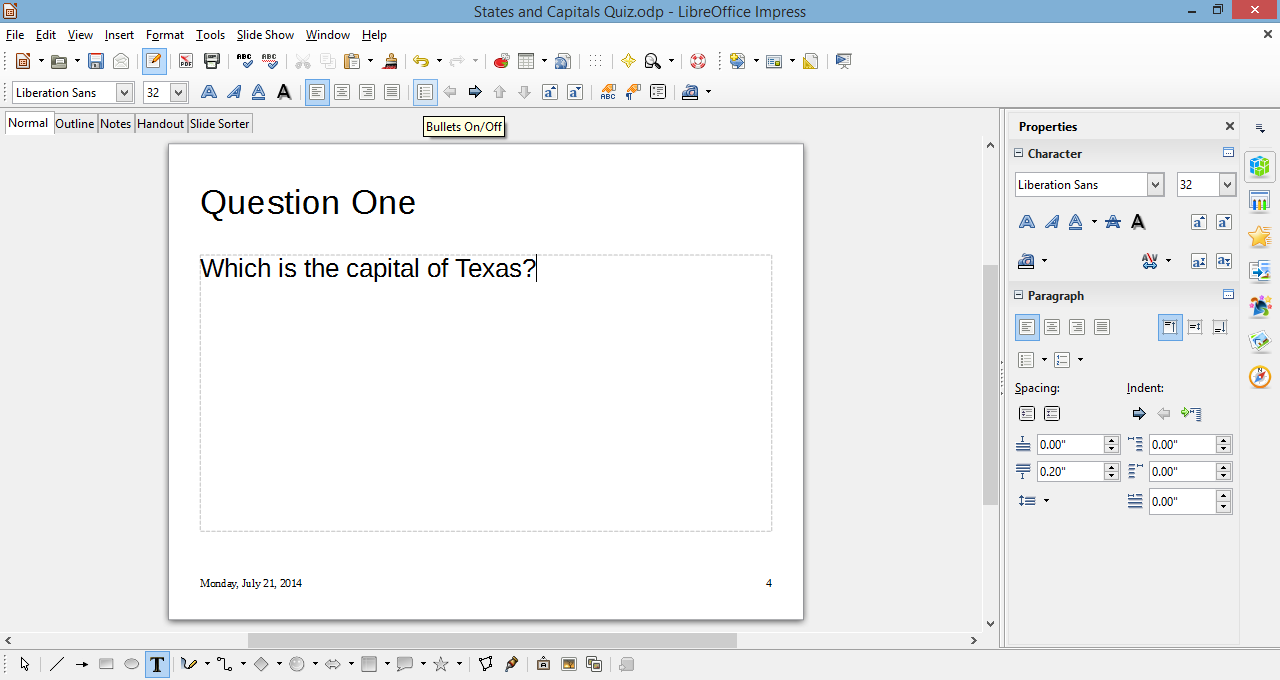 States and Capitals Quiz.odp - LibreOffice Impress
File Edit View Insert Format Tools Slide Show Window Help
Liberation Sans 32
Normal Outline Notes Handout Slide Sorter
Bullets On/Off
Question One
Which is the capital of Texas?
Monday, July 21, 2014 4
Properties
Character
Liberation Sans 32
Paragraph
Spacing: Indent:
0.00" 0.00"
0.20" 0.00"
0.00"